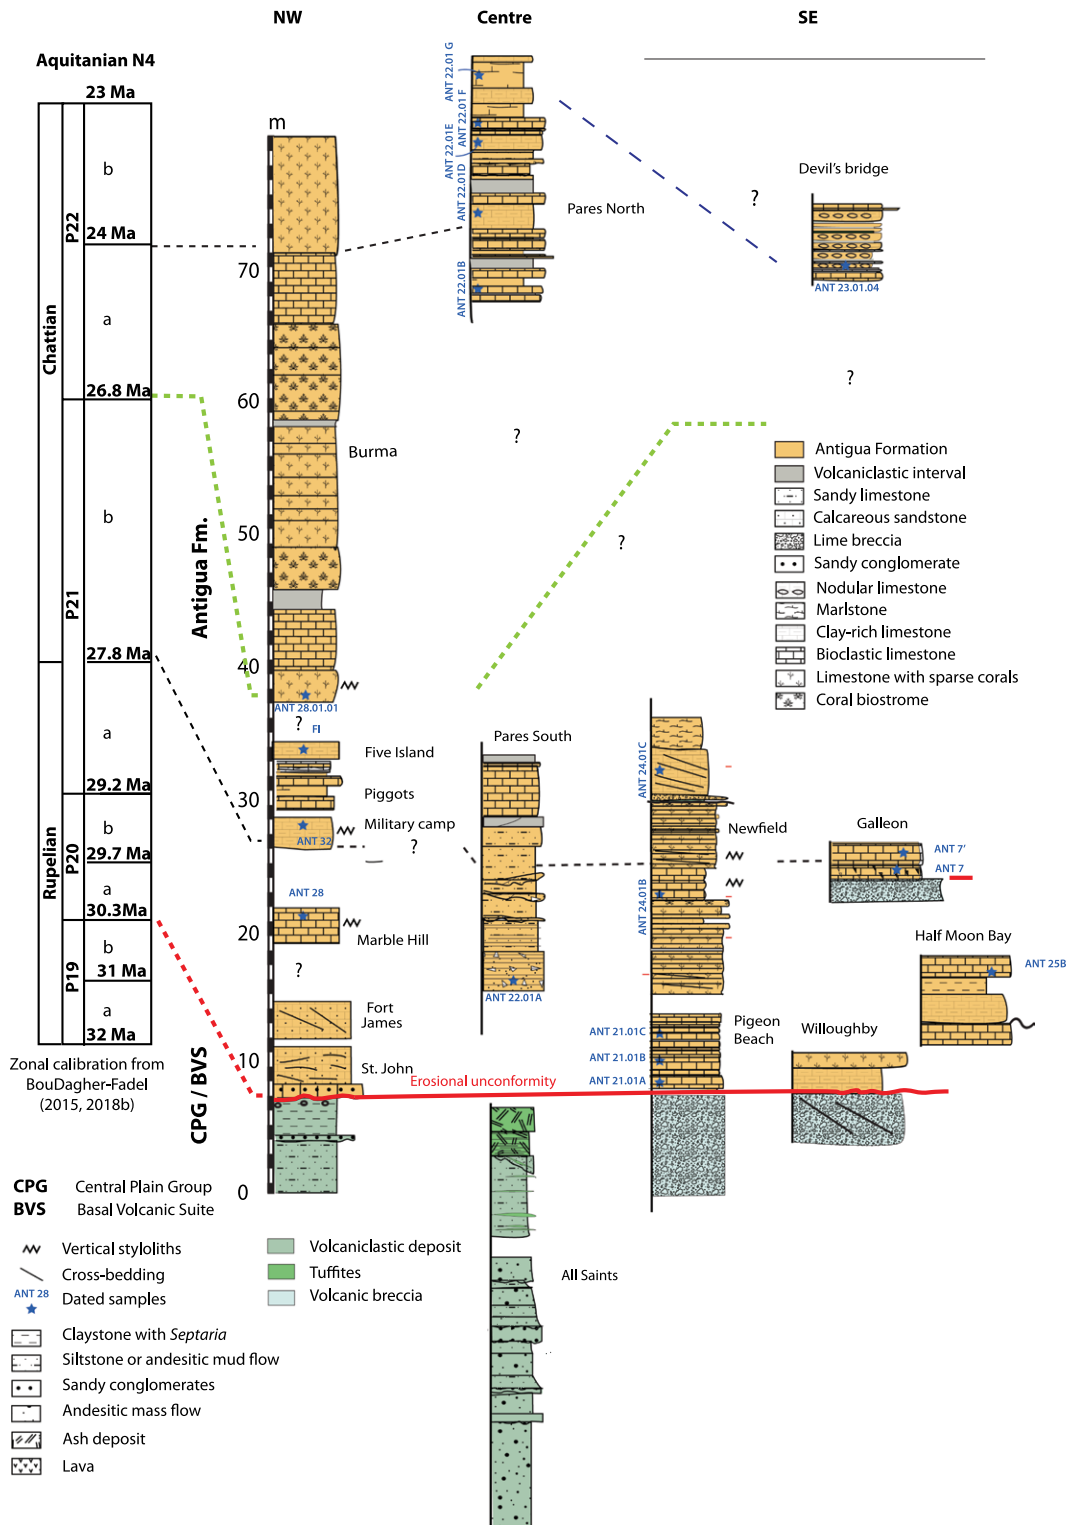 NW
Centre
SE
Aquitanian N4
23 Ma
b
24 Ma
a
26.8 Ma
b
27.8 Ma
a
29.2 Ma
b
29.7 Ma
a
30.3Ma
b
31 Ma
a
32 Ma
P22
P21
P20
P19
Chattian
Rupelian
Zonal calibration from
BouDagher-Fadel
(2015, 2018b)
m
70
60
50
40
30
20
10
0
Antigua Fm.
CPG / BVS
Burma
ANT 28.01.01
?
FI
Five Island
Piggots
Military camp
ANT 32
ANT 28
Marble Hill
?
Fort
James
St. John
Erosional unconformity
ANT 22.01 G
ANT 22.01 F
ANT 22.01E
ANT 22.01D
ANT 22.01B
Pares North
?
?
?
Pares South
ANT 22.01A
All Saints
?
Devil's bridge
ANT 23.01.04
?
Antigua Formation
Volcaniclastic interval
Sandy limestone
Calcareous sandstone
Lime breccia
Sandy conglomerate
Nodular limestone
Marlstone
Clay-rich limestone
Bioclastic limestone
Limestone with sparse corals
Coral biostrome
ANT 24.01C
Newfield
ANT 24.01B
Galleon
ANT 7'
ANT 7
Half Moon Bay
ANT 25B
ANT 21.01C
ANT 21.01B
ANT 21.01A
Pigeon
Beach
Willoughby
CPG Central Plain Group
BVS Basal Volcanic Suite
Vertical styloliths
Cross-bedding
ANT 28
Dated samples
Claystone with Septaria
Siltstone or andesitic mud flow
Sandy conglomerates
Andesitic mass flow
Ash deposit
Lava
Volcaniclastic deposit
Tuffites
Volcanic breccia